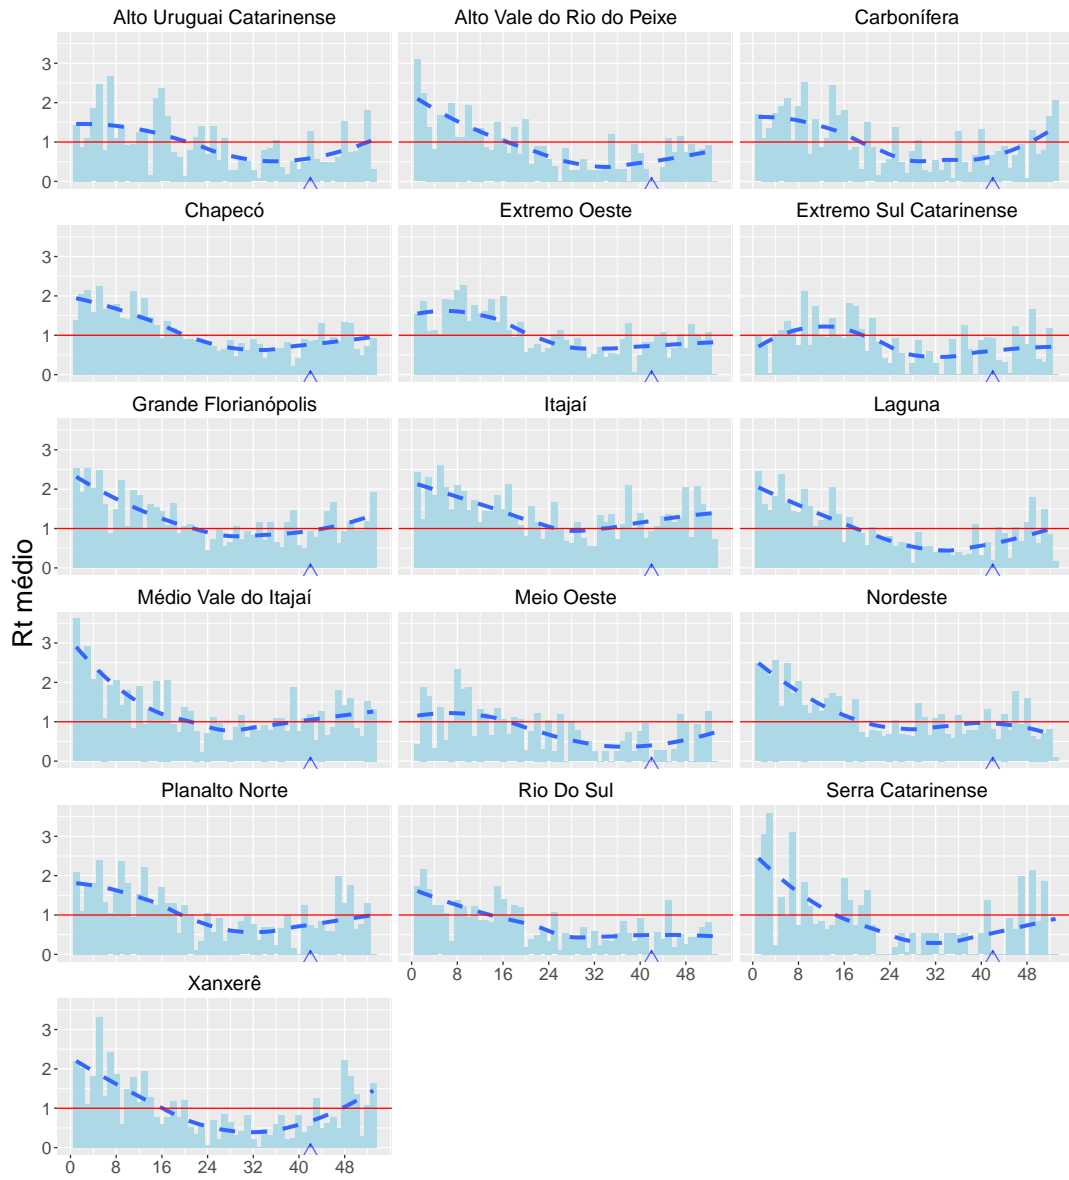 Alto Uruguai Catarinense Alto Vale do Rio do Peixe Carbonífera
3
2
1
0
Chapecó Extremo Oeste Extremo Sul Catarinense
3
2
1
0
Grande Florianópolis Itajaí Laguna
3
2
1
0
Rt médio
Médio Vale do Itajaí Meio Oeste Nordeste
3
2
1
0
Planalto Norte Rio Do Sul Serra Catarinense
3
2
1
0
0 8 16 24 32 40 48 0 8 16 24 32 40 48
Xanxerê
3
2
1
0
0 8 16 24 32 40 48